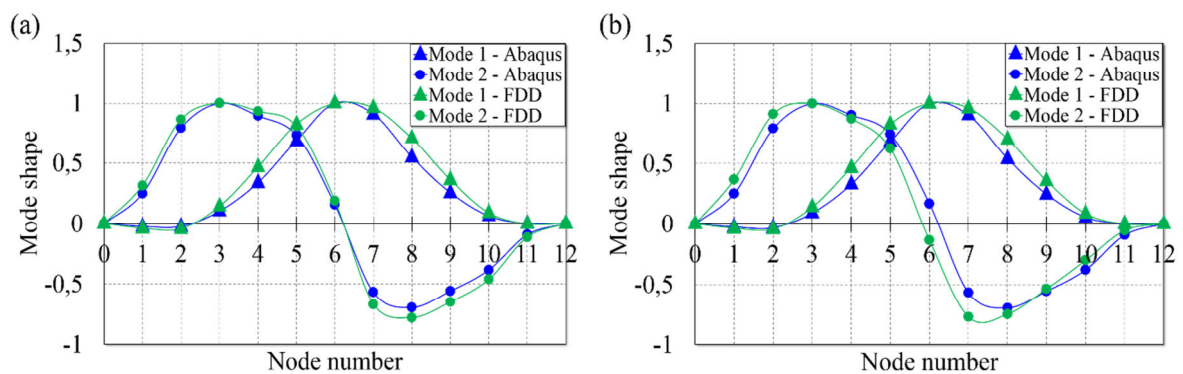 (a)
1,5
1
0,5
0
-0,5
-1
Mode shape
0 1 2 3 4 5 6 7 8 9 10 11 12
Node number
Mode 1 - Abaqus
Mode 2 - Abaqus
Mode 1 - FDD
Mode 2 - FDD
(b)
1,5
1
0,5
0
-0,5
-1
Mode shape
0 1 2 3 4 5 6 7 8 9 10 11 12
Node number
Mode 1 - Abaqus
Mode 2 - Abaqus
Mode 1 - FDD
Mode 2 - FDD